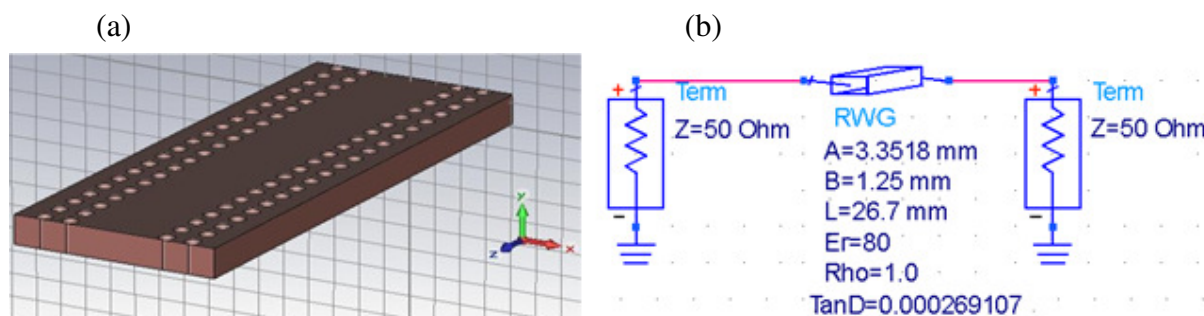 (a) (b)
y
x
z
+ Term
Z=50 Ohm
-
RWG
A=3.3518 mm
B=1.25 mm
L=26.7 mm
Er=80
Rho=1.0
TanD=0.000269107
+ Term
Z=50 Ohm
-